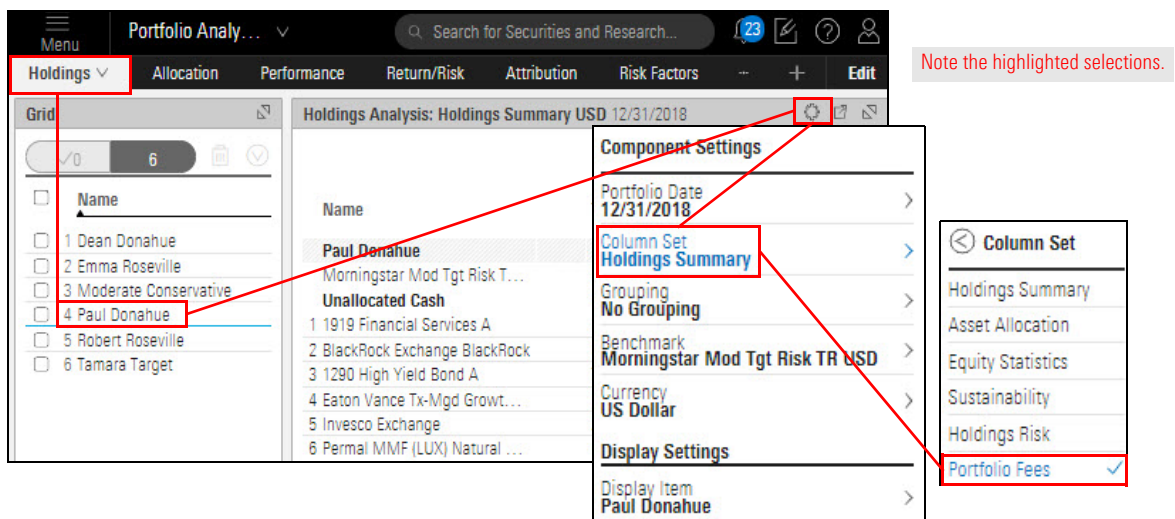 Menu
Portfolio Analy...
Search for Securities and Research...
23
Holdings
Allocation
Performance
Return/Risk
Attribution
Risk Factors
Edit
Note the highlighted selections.
Grid
0
6
Name
1 Dean Donahue
2 Emma Roseville
3 Moderate Conservative
4 Paul Donahue
5 Robert Roseville
6 Tamara Target
Holdings Analysis: Holdings Summary USD 12/31/2018
Name
Paul Donahue
Morningstar Mod Tgt Risk T...
Unallocated Cash
1 1919 Financial Services A
2 BlackRock Exchange BlackRock
3 1290 High Yield Bond A
4 Eaton Vance Tx-Mgd Growt...
5 Invesco Exchange
6 Permal MMF (LUX) Natural ...
Component Settings
Portfolio Date
12/31/2018
Column Set
Holdings Summary
Grouping
No Grouping
Benchmark
Morningstar Mod Tgt Risk TR USD
Currency
US Dollar
Display Settings
Display Item
Paul Donahue
Column Set
Holdings Summary
Asset Allocation
Equity Statistics
Sustainability
Holdings Risk
Portfolio Fees